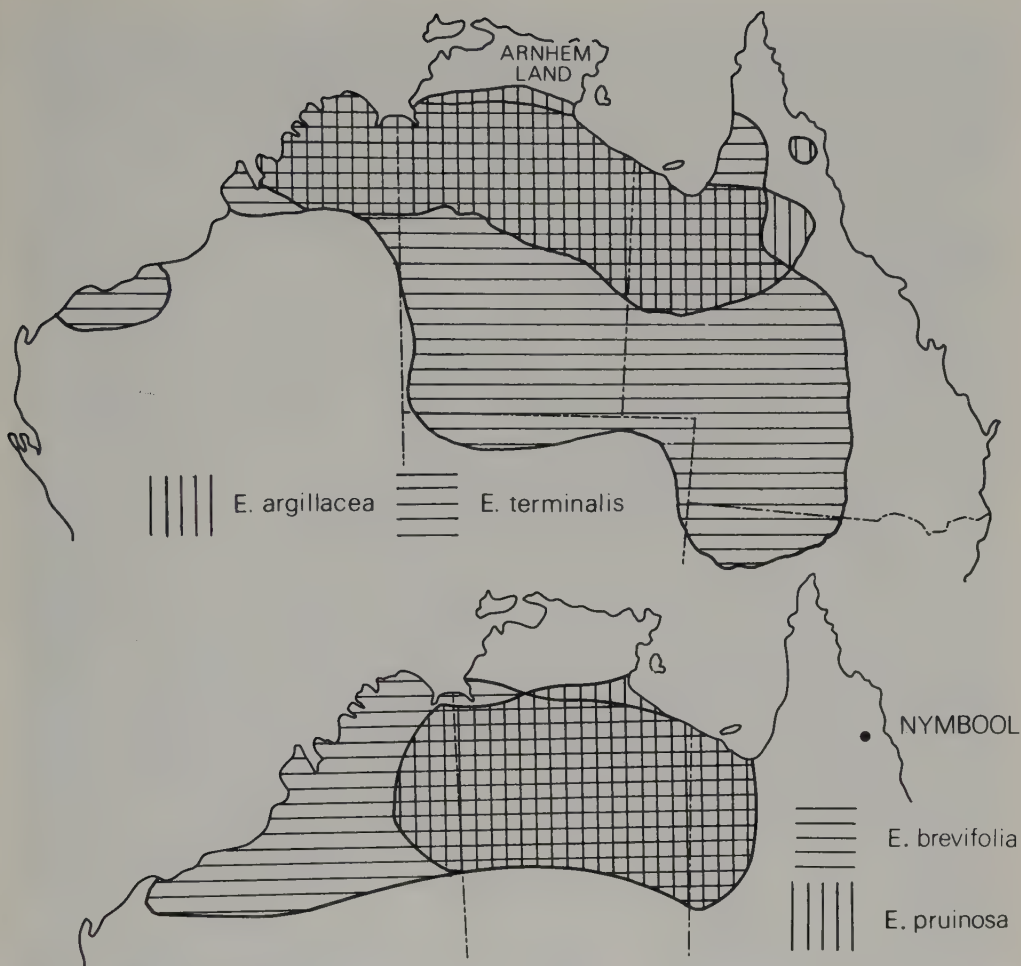 ARNHEM
LAND
E. argillacea
E. terminalis
NYMBOOL
E. brevifolia
E. pruinosa